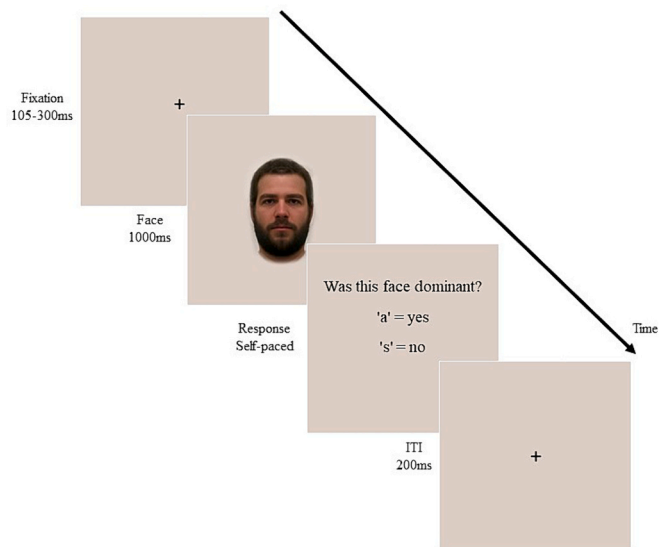 +
Fixation
105-300ms
Face
1000ms
Was this face dominant?
'a' = yes
's' = no
Response
Self-paced
Time
ITI
200ms
+